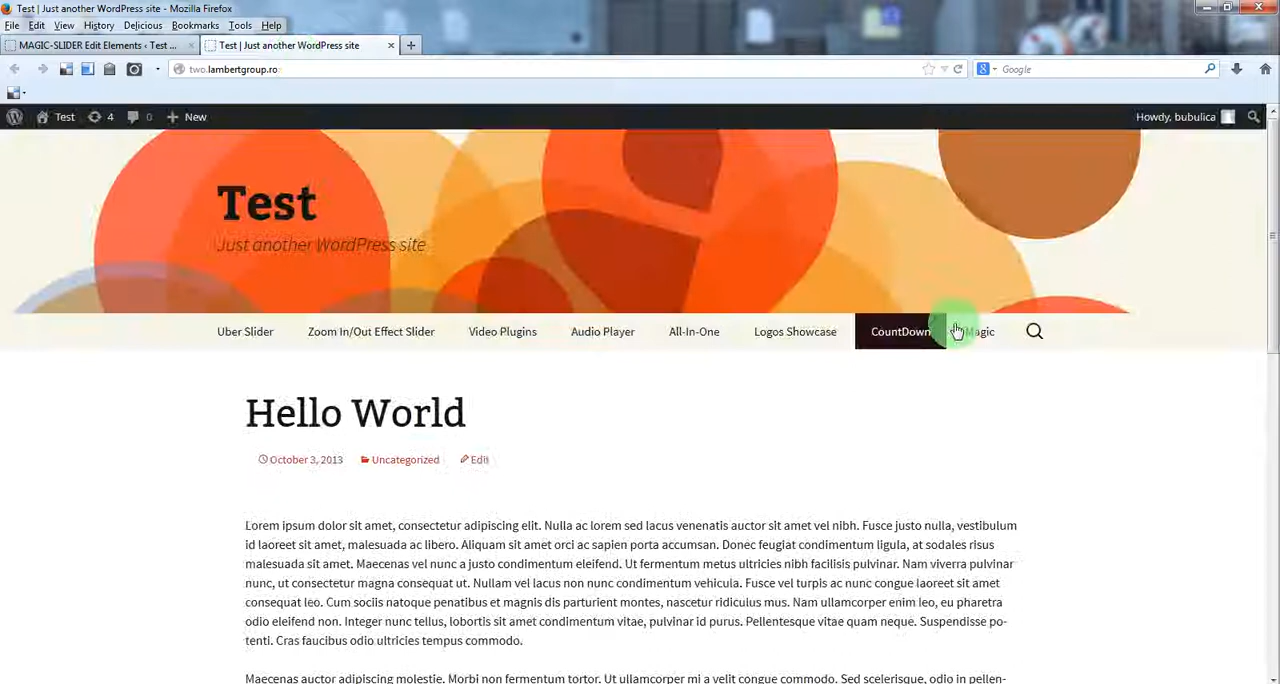 Test | Just another WordPress site - Mozilla Firefox
File Edit View History Delicious Bookmarks Tools Help
MAGIC-SLIDER Edit Elements ‹ Test ... × Test | Just another WordPress site × +
two.lambertgroup.ro Google
Test 4 0 + New Howdy, bubulica
Test
Just another WordPress site
Uber Slider Zoom In/Out Effect Slider Video Plugins Audio Player All-In-One Logos Showcase CountDown Magic
Hello World
October 3, 2013 Uncategorized Edit
Lorem ipsum dolor sit amet, consectetur adipiscing elit. Nulla ac lorem sed lacus venenatis auctor sit amet vel nibh. Fusce justo nulla, vestibulum
id laoreet sit amet, malesuada ac libero. Aliquam sit amet orci ac sapien porta accumsan. Donec feugiat condimentum ligula, at sodales risus
malesuada sit amet. Maecenas vel nunc a justo condimentum eleifend. Ut fermentum metus ultricies nibh facilisis pulvinar. Nam viverra pulvinar
nunc, ut consectetur magna consequat ut. Nullam vel lacus non nunc condimentum vehicula. Fusce vel turpis ac nunc congue laoreet sit amet
consequat leo. Cum sociis natoque penatibus et magnis dis parturient montes, nascetur ridiculus mus. Nam ullamcorper enim leo, eu pharetra
odio eleifend non. Integer nunc tellus, lobortis sit amet condimentum vitae, pulvinar id purus. Pellentesque vitae quam neque. Suspendisse po-
tenti. Cras faucibus odio ultricies tempus commodo.
Maecenas auctor adipiscing molestie. Morbi non fermentum tortor. Ut ullamcorper mi a velit congue commodo. Sed scelerisque, odio in pellen-